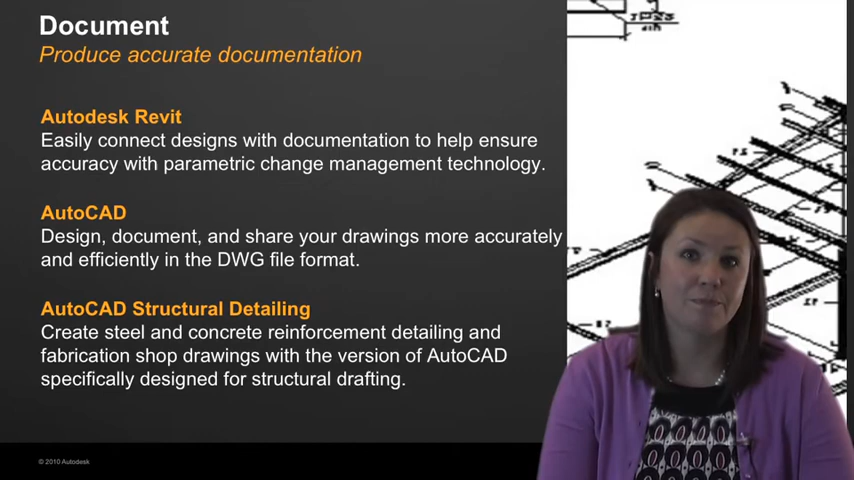 Document
Produce accurate documentation
Autodesk Revit
Easily connect designs with documentation to help ensure
accuracy with parametric change management technology.
AutoCAD
Design, document, and share your drawings more accurately
and efficiently in the DWG file format.
AutoCAD Structural Detailing
Create steel and concrete reinforcement detailing and
fabrication shop drawings with the version of AutoCAD
specifically designed for structural drafting.
© 2010 Autodesk